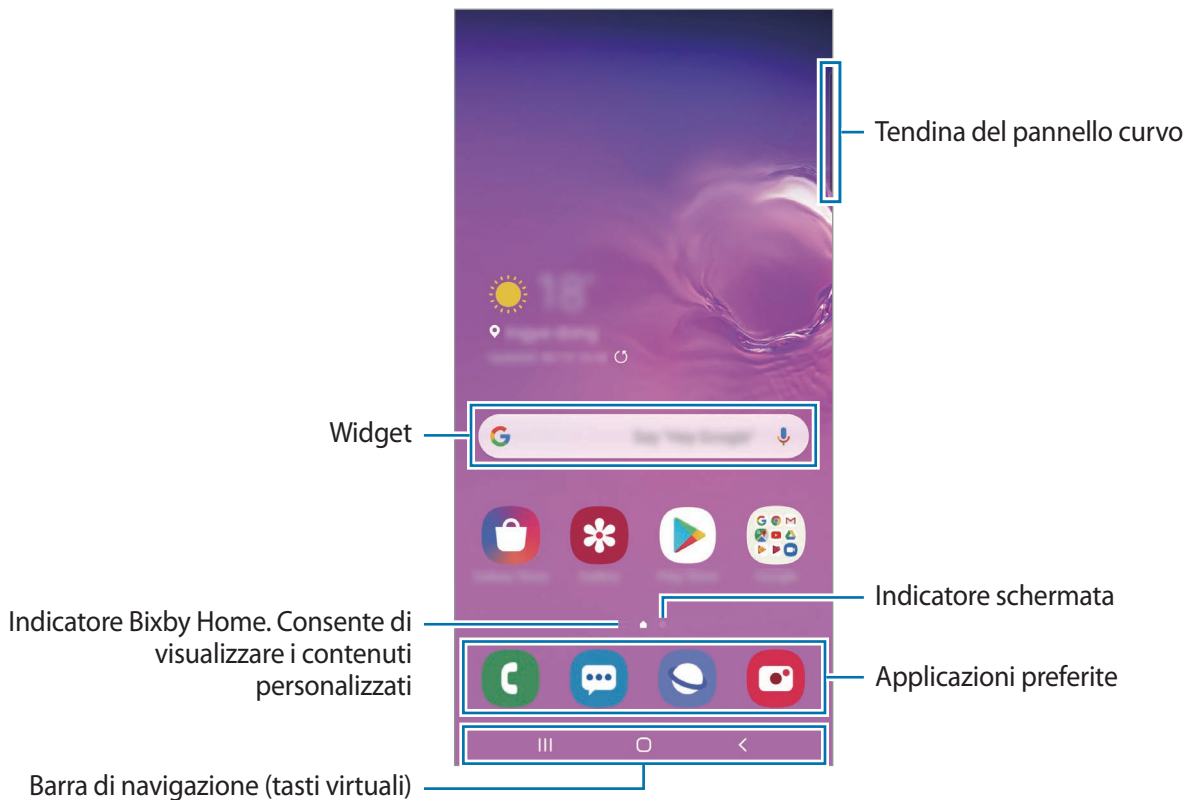 Tendina del pannello curvo
Widget
Indicatore schermata
Indicatore Bixby Home. Consente di
visualizzare i contenuti
personalizzati
Applicazioni preferite
Barra di navigazione (tasti virtuali)